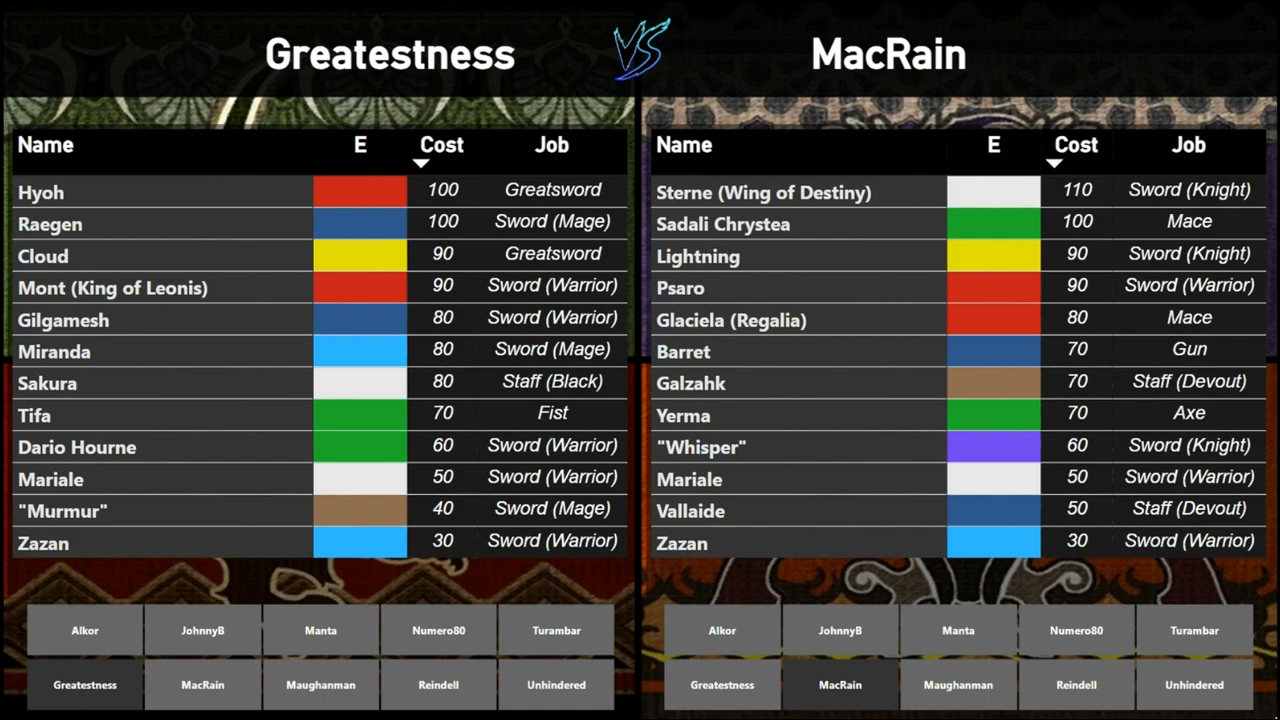 Greatestness VS MacRain
Name E Cost Job
Hyoh 100 Greatsword
Raegen 100 Sword (Mage)
Cloud 90 Greatsword
Mont (King of Leonis) 90 Sword (Warrior)
Gilgamesh 80 Sword (Warrior)
Miranda 80 Sword (Mage)
Sakura 80 Staff (Black)
Tifa 70 Fist
Dario Hourne 60 Sword (Warrior)
Mariale 50 Sword (Warrior)
"Murmur" 40 Sword (Mage)
Zazan 30 Sword (Warrior)
Alkor JohnnyB Manta Numero80 Turambar
Greatestness MacRain Maughanman Reindell Unhindered
Name E Cost Job
Sterne (Wing of Destiny) 110 Sword (Knight)
Sadali Chrystea 100 Mace
Lightning 90 Sword (Knight)
Psaro 90 Sword (Warrior)
Glaciela (Regalia) 80 Mace
Barret 70 Gun
Galzahk 70 Staff (Devout)
Yerma 70 Axe
"Whisper" 60 Sword (Knight)
Mariale 50 Sword (Warrior)
Vallaide 50 Staff (Devout)
Zazan 30 Sword (Warrior)
Alkor JohnnyB Manta Numero80 Turambar
Greatestness MacRain Maughanman Reindell Unhindered